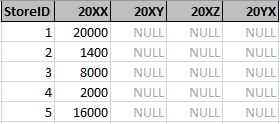 StoreID 20XX 20XY 20XZ 20YX
1 20000 NULL NULL NULL
2 1400 NULL NULL NULL
3 8000 NULL NULL NULL
4 2000 NULL NULL NULL
5 16000 NULL NULL NULL